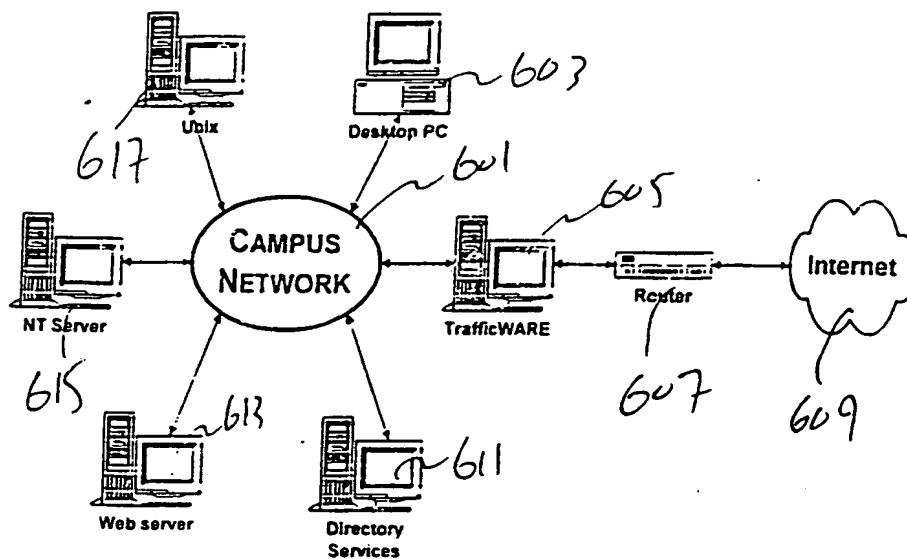 603
Ubix
Desktop PC
617
601
605
CAMPUS
NETWORK
Internet
NT Server
TrafficWARE
Router
615
613
607
609
611
Web server
Directory
Services